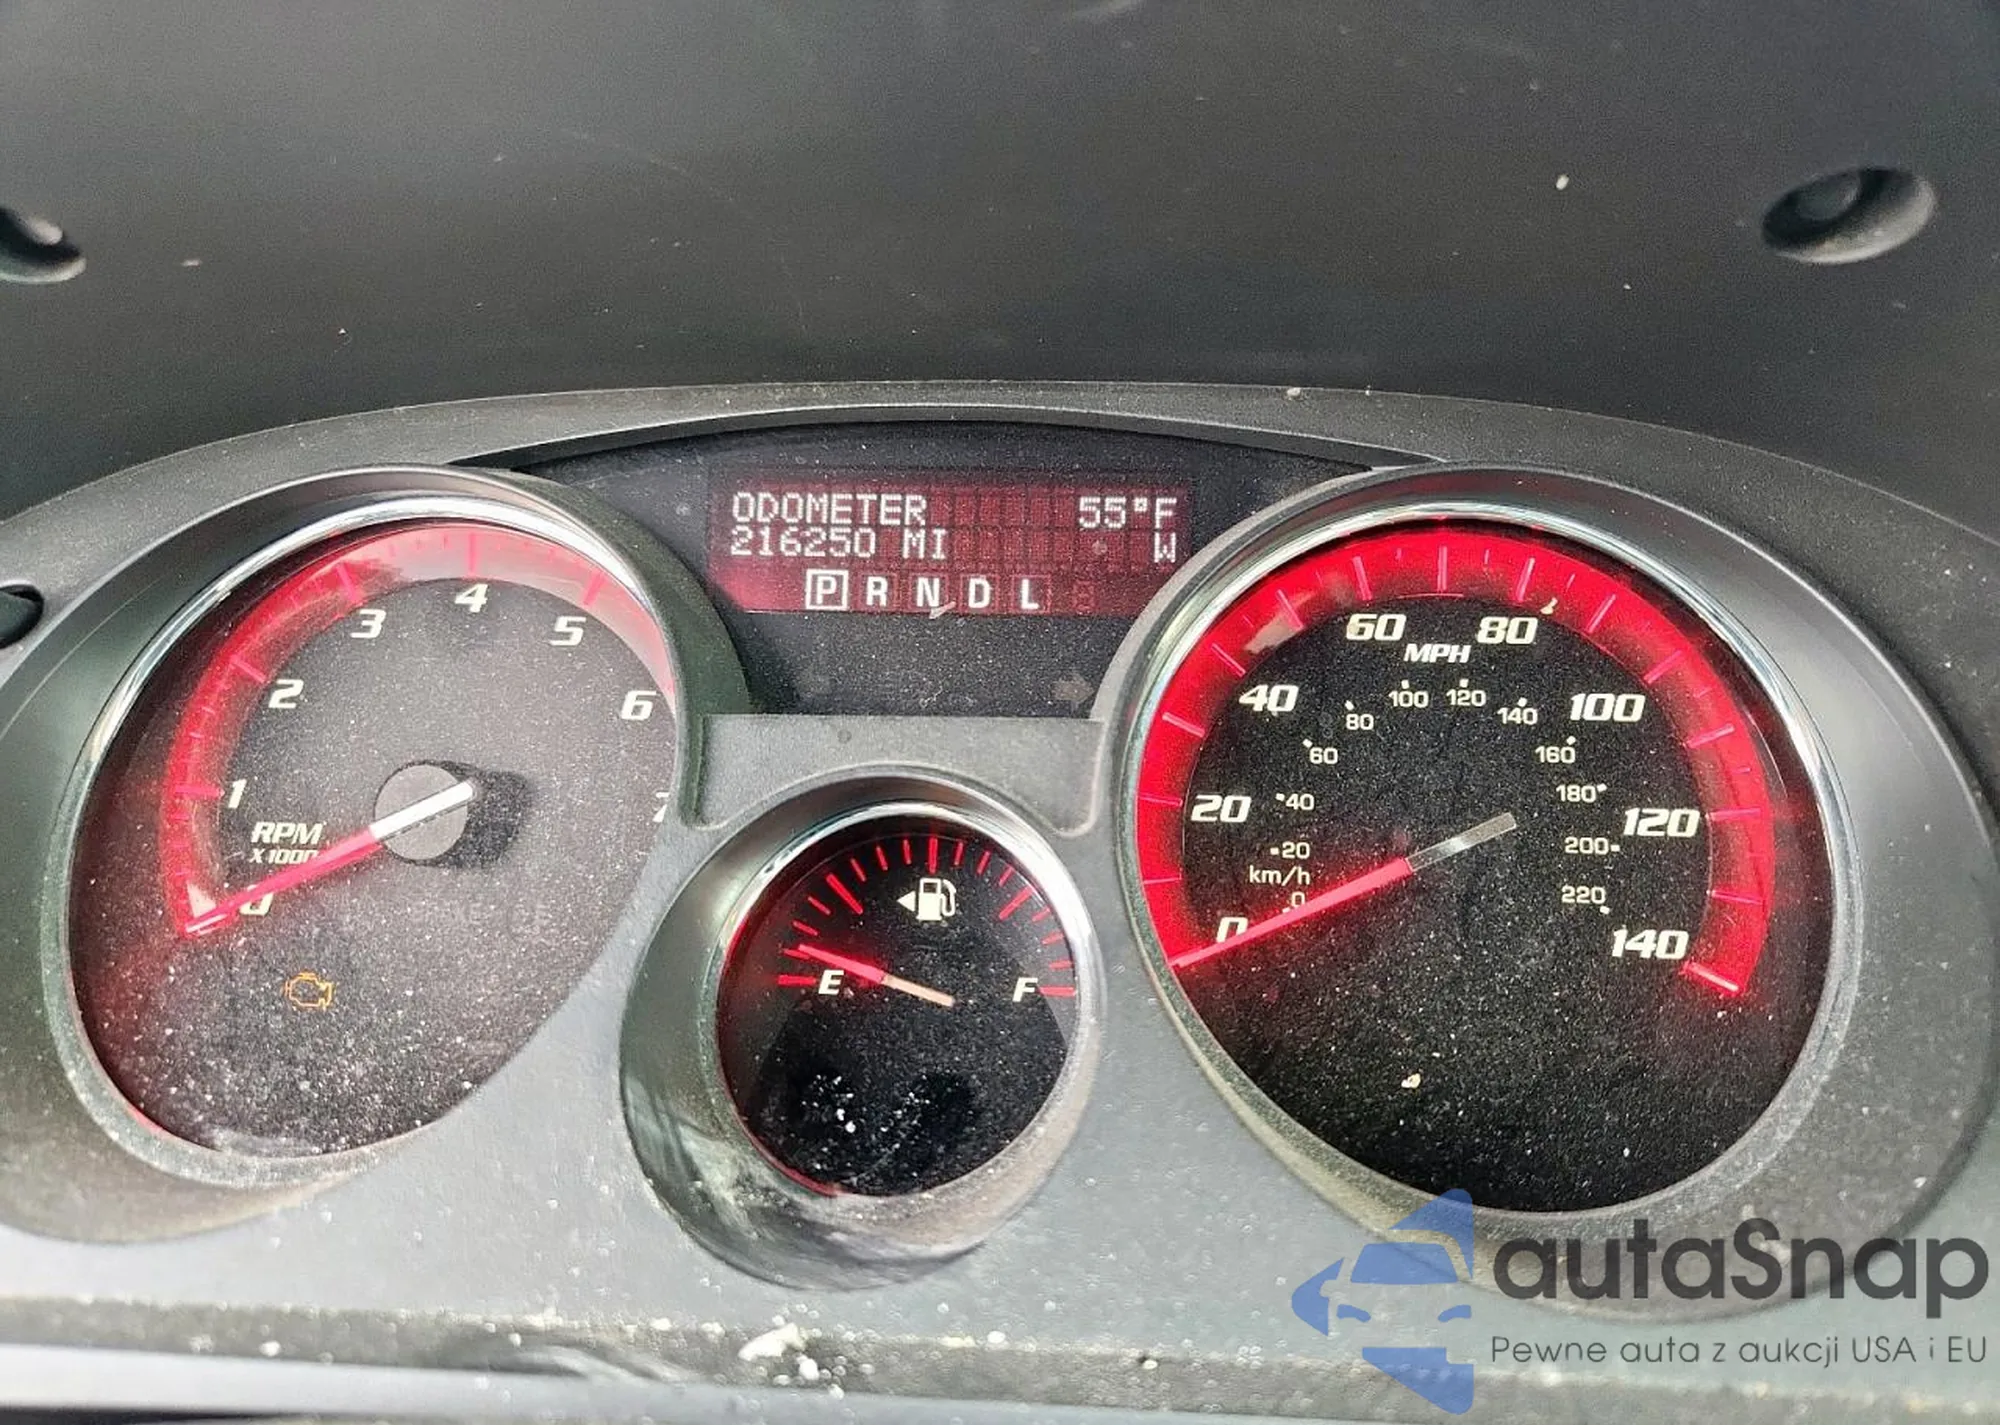 ODOMETER 55°F
216250 MI W
P R N D L
0 1 2 3 4 5 6 7
RPM
X1000
E F
0 20 40 60 80 100 120 140
MPH
0 20 40 60 80 100 120 140 160 180 200 220
km/h
autaSnap
Pewne auta z aukcji USA i EU